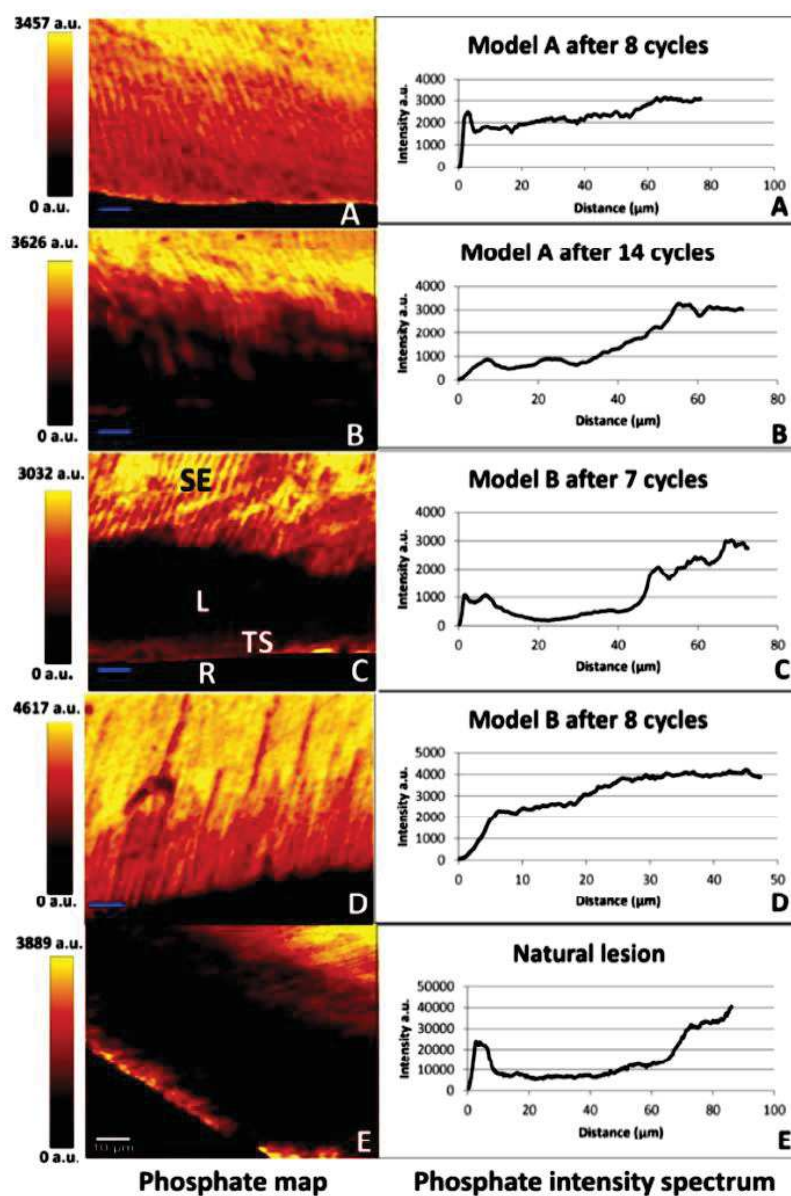 3457 a.u.
0 a.u.
A
Model A after 8 cycles
Intensity a.u.
4000
3000
2000
1000
0
0 20 40 60 80 100
Distance (µm)
A
3626 a.u.
0 a.u.
B
Model A after 14 cycles
Intensity a.u.
4000
3000
2000
1000
0
0 20 40 60 80
Distance (µm)
B
3032 a.u.
0 a.u.
SE
L
TS
R
C
Model B after 7 cycles
Intensity a.u.
4000
3000
2000
1000
0
0 20 40 60 80
Distance (µm)
C
4617 a.u.
0 a.u.
D
Model B after 8 cycles
Intensity a.u.
5000
4000
3000
2000
1000
0
0 10 20 30 40 50
Distance (µm)
D
3889 a.u.
0 a.u.
10 µm
E
Natural lesion
Intensity a.u.
50000
40000
30000
20000
10000
0
0 20 40 60 80 100
Distance (µm)
E
Phosphate map
Phosphate intensity spectrum